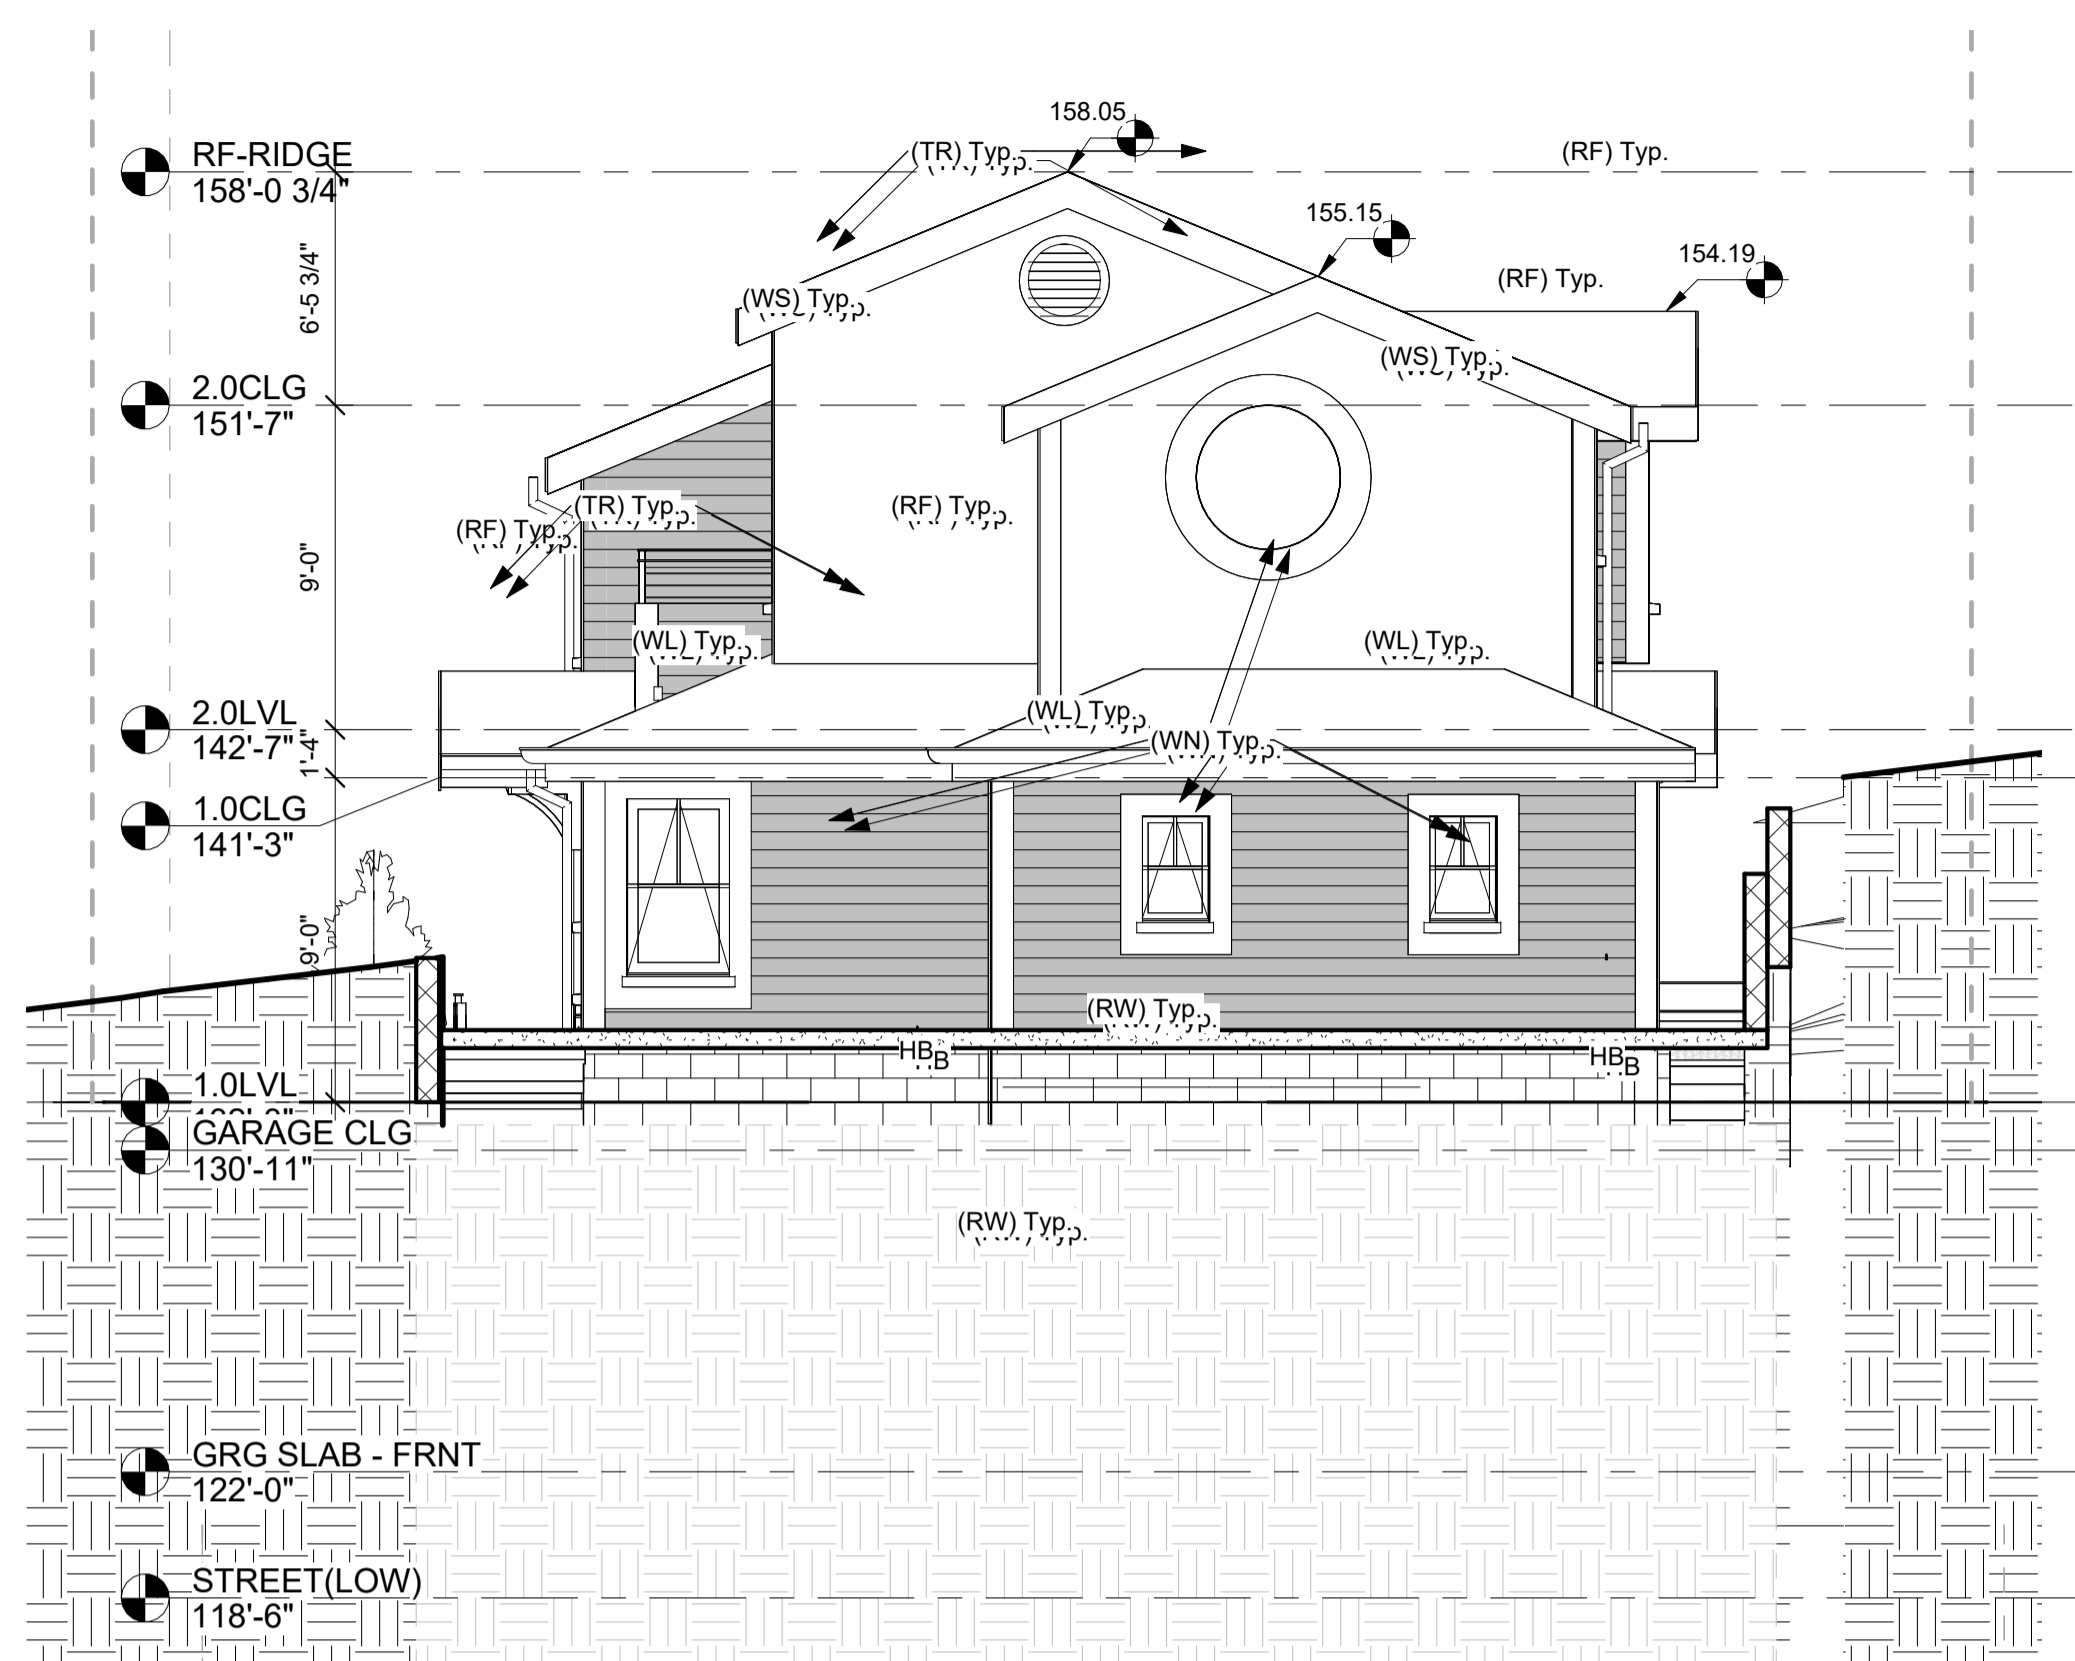 158.05
RF-RIDGE
158'-0 3/4"
(TR) Typ.
(RF) Typ.
155.15
154.19
(RF) Typ.
6'-5 3/4"
(WS) Typ.
(WS) Typ.
2.0CLG
151'-7"
(TR) Typ.
(RF) Typ.
(RF) Typ.
9'-0"
(WL) Typ.
(WL) Typ.
2.0LVL
142'-7"
1'-4"
(WL) Typ.
(WN) Typ.
1.0CLG
141'-3"
9'-0"
(RW) Typ.
HB
HB
1.0LVL
GARAGE CLG
130'-11"
(RW) Typ.
GRG SLAB - FRNT
122'-0"
STREET(LOW)
118'-6"